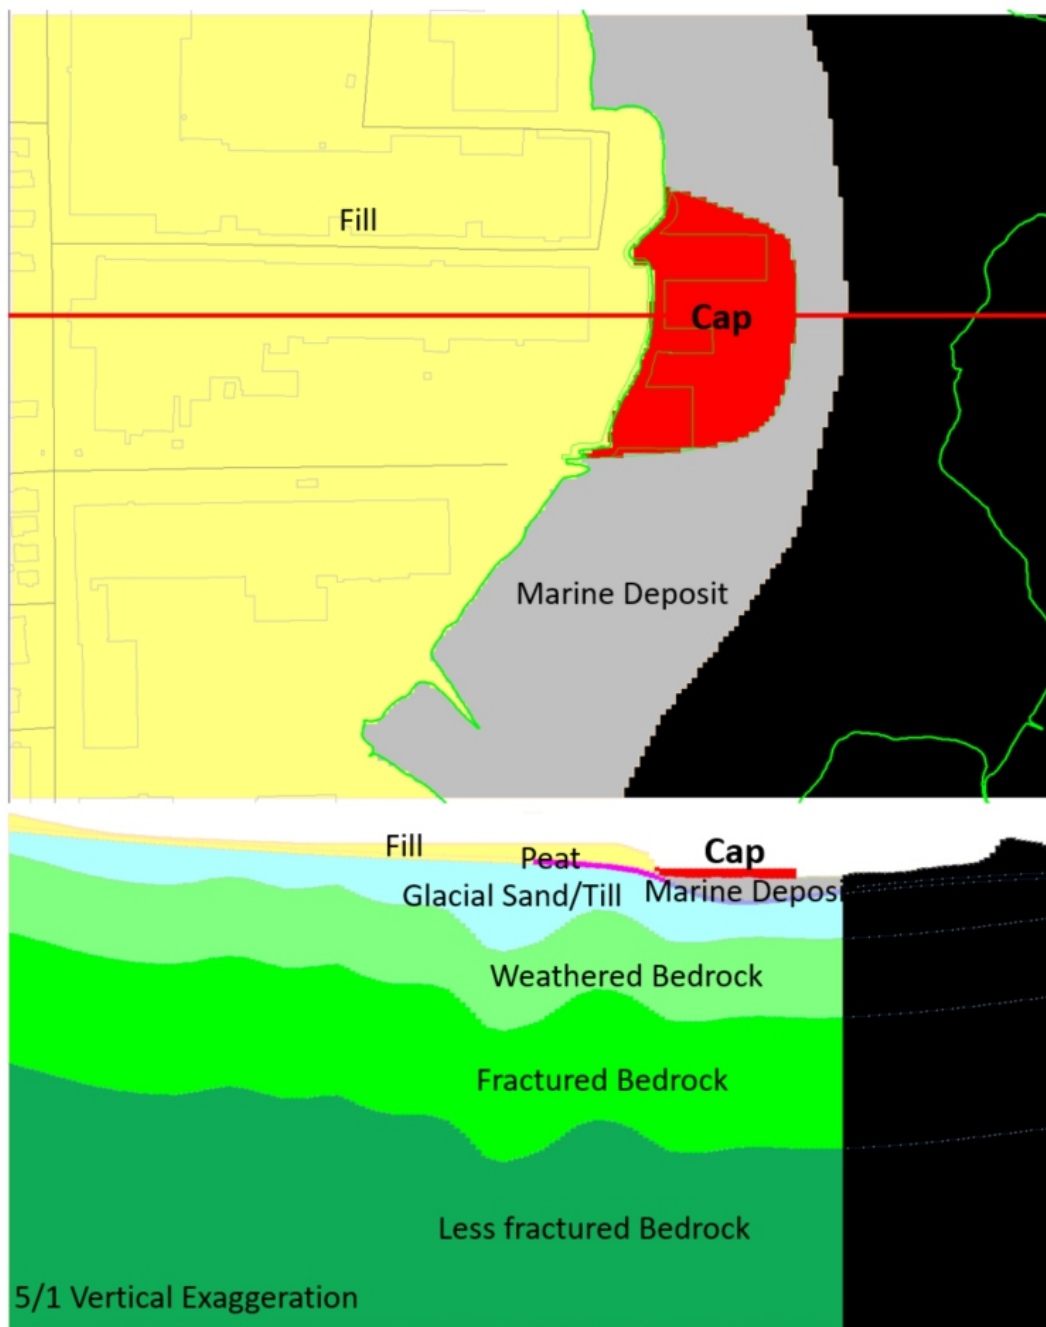 Fill
Cap
Marine Deposit
Fill
Peat
Cap
Glacial Sand/Till
Marine Deposi
Weathered Bedrock
Fractured Bedrock
Less fractured Bedrock
5/1 Vertical Exaggeration